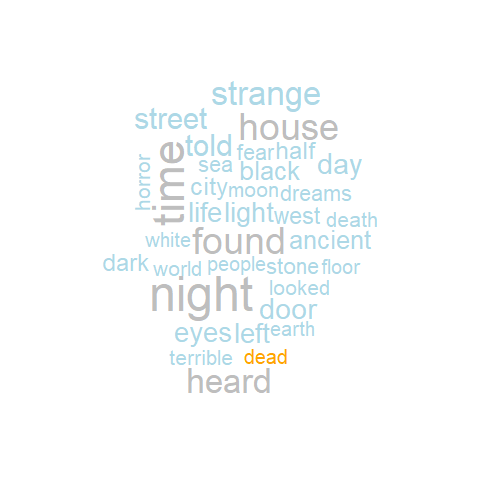 strange
street
house
told
fear
half
horror
time
sea
black
day
city
moon
dreams
life
light
west
death
white
found
ancient
dark
world
people
stone
floor
night
looked
door
eyes
left
earth
terrible
dead
heard